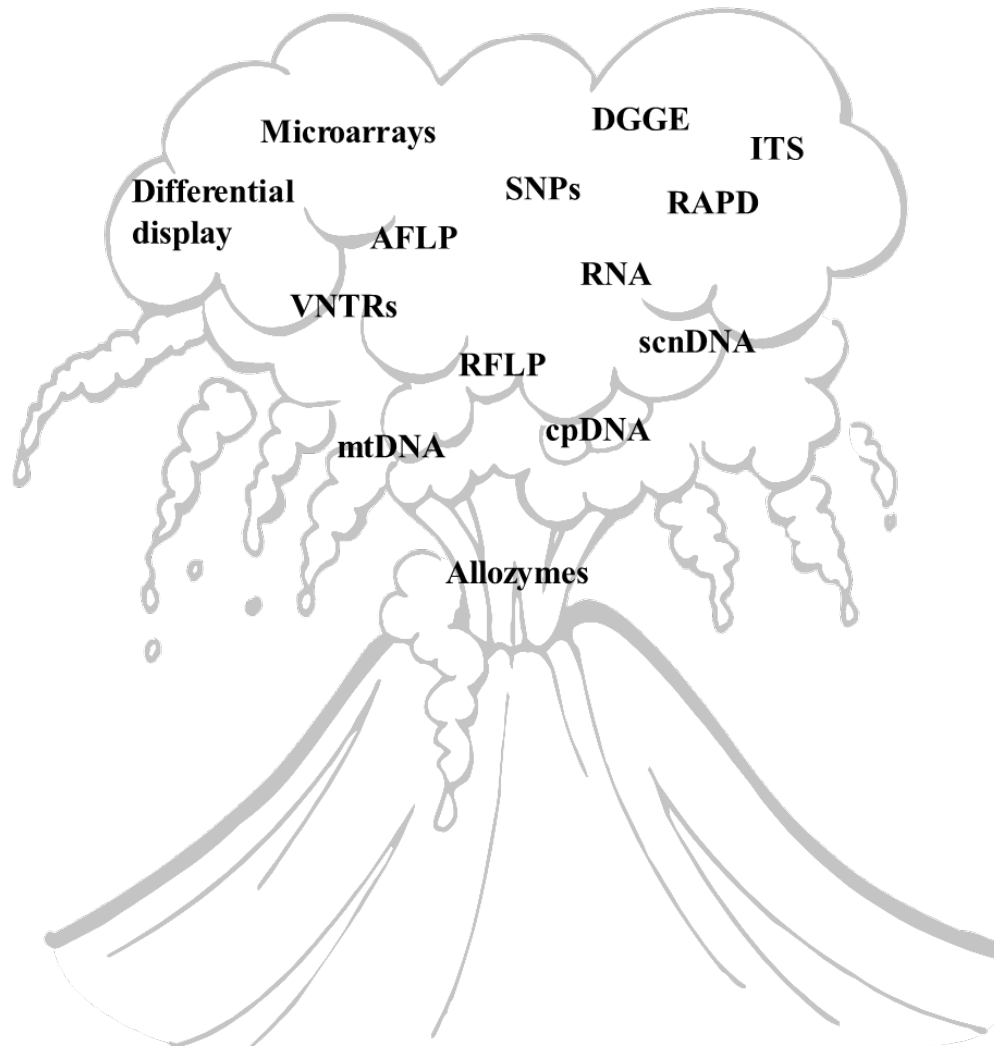 DGGE
Microarrays
ITS
SNPs
Differential
display
RAPD
AFLP
RNA
VNTRs
scnDNA
RFLP
cpDNA
mtDNA
Allozymes